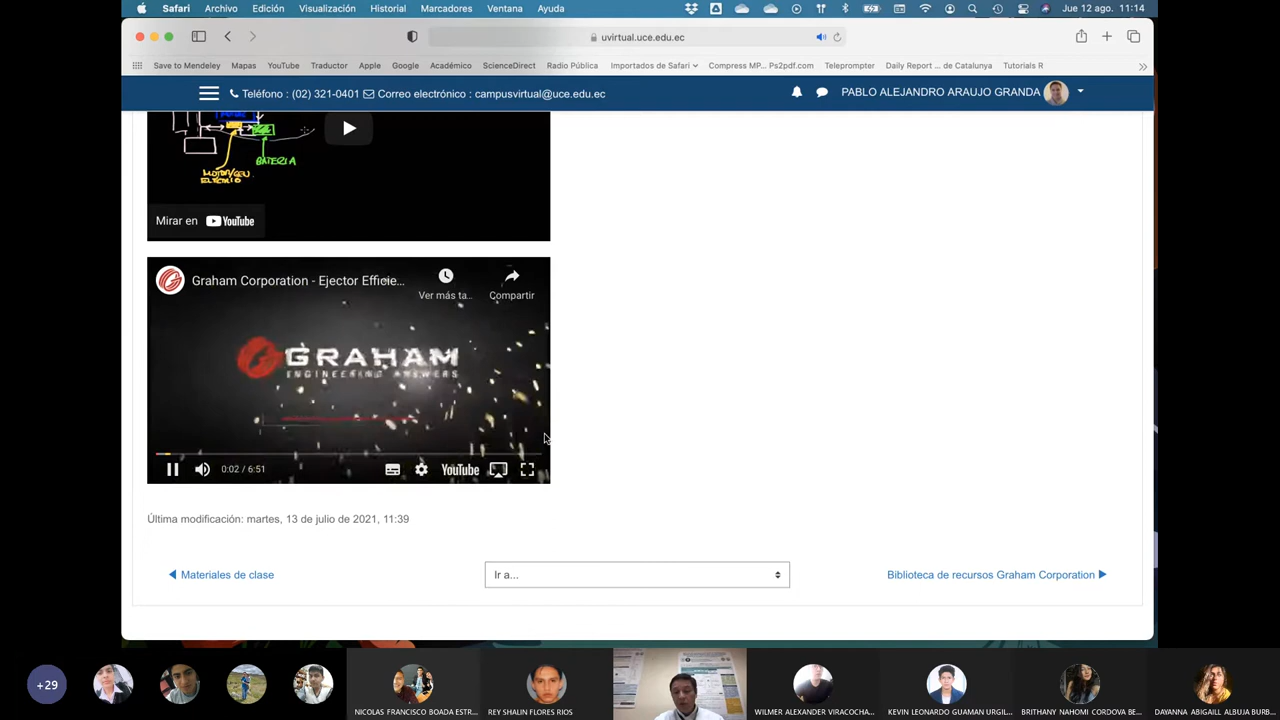 Safari Archivo Edición Visualización Historial Marcadores Ventana Ayuda Jue 12 ago. 11:14
uvirtual.uce.edu.ec
Save to Mendeley Mapas YouTube Traductor Apple Google Académico ScienceDirect Radio Pública Importados de Safari Compress MP... Ps2pdf.com Teleprompter Daily Report ... de Catalunya Tutorials R
Teléfono : (02) 321-0401 Correo electrónico : campusvirtual@uce.edu.ec PABLO ALEJANDRO ARAUJO GRANDA
BATERIA
MOTOR/GEN.
ELECTRICO
Mirar en YouTube
Graham Corporation - Ejector Efficie...
Ver más ta... Compartir
GRAHAM
ENGINEERING ANSWERS
0:02 / 6:51 YouTube
Última modificación: martes, 13 de julio de 2021, 11:39
Materiales de clase Ir a... Biblioteca de recursos Graham Corporation
+29
NICOLAS FRANCISCO BOADA ESTR... REY SHALIN FLORES RIOS WILMER ALEXANDER VIRACOCHA... KEVIN LEONARDO GUAMAN URGIL... BRITHANY NAHOMI CORDOVA BE... DAYANNA ABIGAILL ALBUJA BURB...